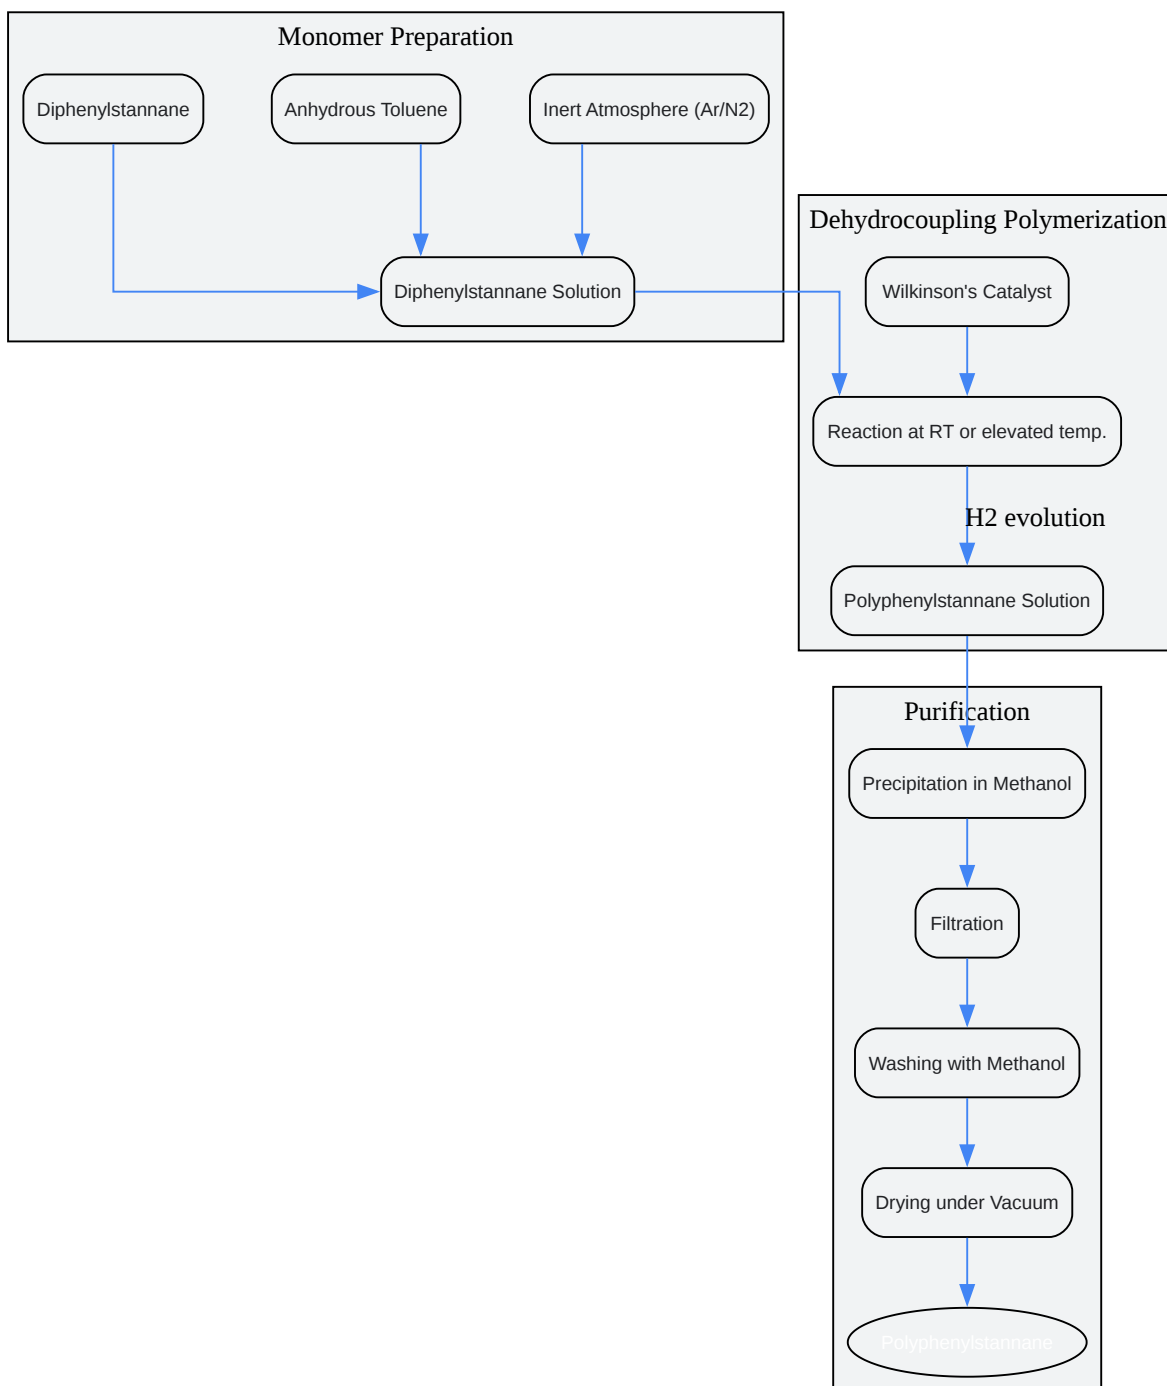 Monomer Preparation
Diphenylstannane
Anhydrous Toluene
Inert Atmosphere (Ar/N2)
Diphenylstannane Solution
Dehydrocoupling Polymerization
Wilkinson's Catalyst
Reaction at RT or elevated temp.
H2 evolution
Polyphenylstannane Solution
Purification
Precipitation in Methanol
Filtration
Washing with Methanol
Drying under Vacuum
Polyphenylstannane